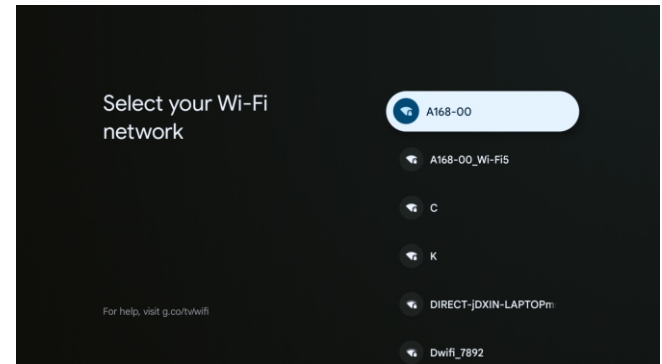 Select your Wi-Fi
network
A168-00
A168-00_Wi-Fi5
C
K
For help, visit g.co/tv/wifi
DIRECT-jDXIN-LAPTOPm
Dwifi_7892